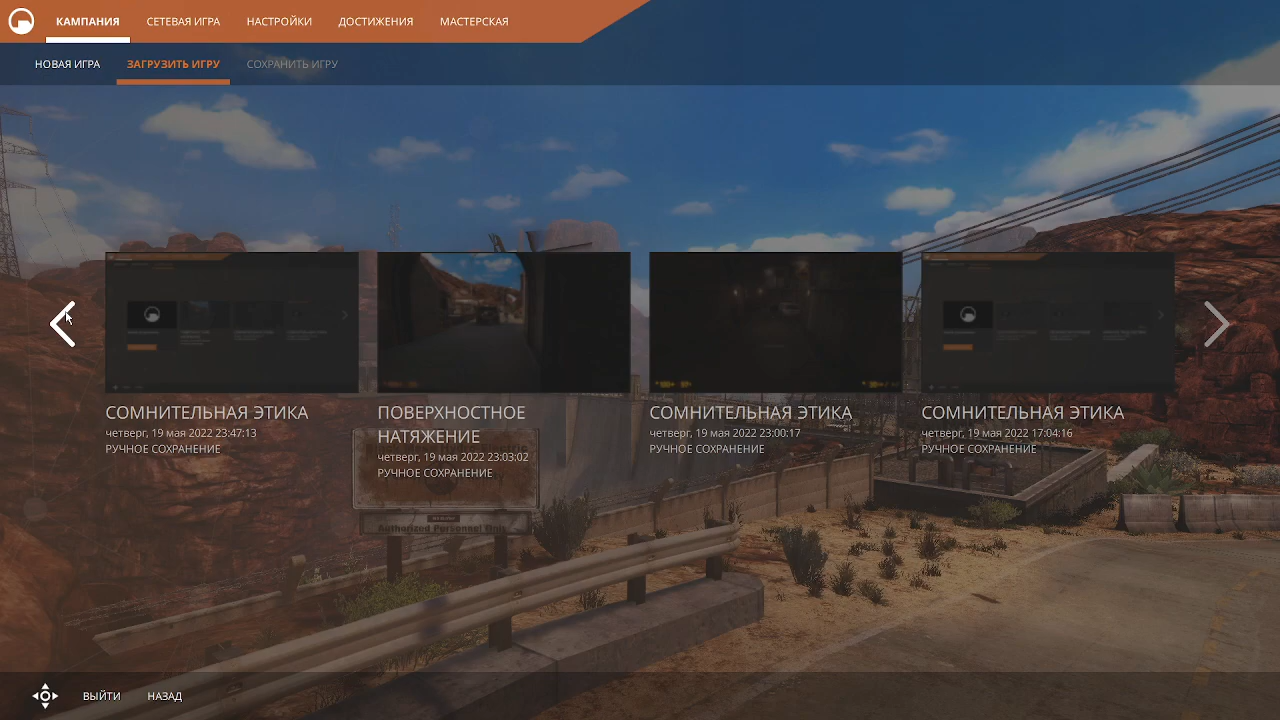 КАМПАНИЯ
СЕТЕВАЯ ИГРА
НАСТРОЙКИ
ДОСТИЖЕНИЯ
МАСТЕРСКАЯ
НОВАЯ ИГРА
ЗАГРУЗИТЬ ИГРУ
СОХРАНИТЬ ИГРУ
СОМНИТЕЛЬНАЯ ЭТИКА
четверг, 19 мая 2022 23:47:13
РУЧНОЕ СОХРАНЕНИЕ
ПОВЕРХНОСТНОЕ
НАТЯЖЕНИЕ
четверг, 19 мая 2022 23:03:02
РУЧНОЕ СОХРАНЕНИЕ
СОМНИТЕЛЬНАЯ ЭТИКА
четверг, 19 мая 2022 23:00:17
РУЧНОЕ СОХРАНЕНИЕ
СОМНИТЕЛЬНАЯ ЭТИКА
четверг, 19 мая 2022 17:04:16
РУЧНОЕ СОХРАНЕНИЕ
Authorized Personnel Only
ВЫЙТИ
НАЗАД